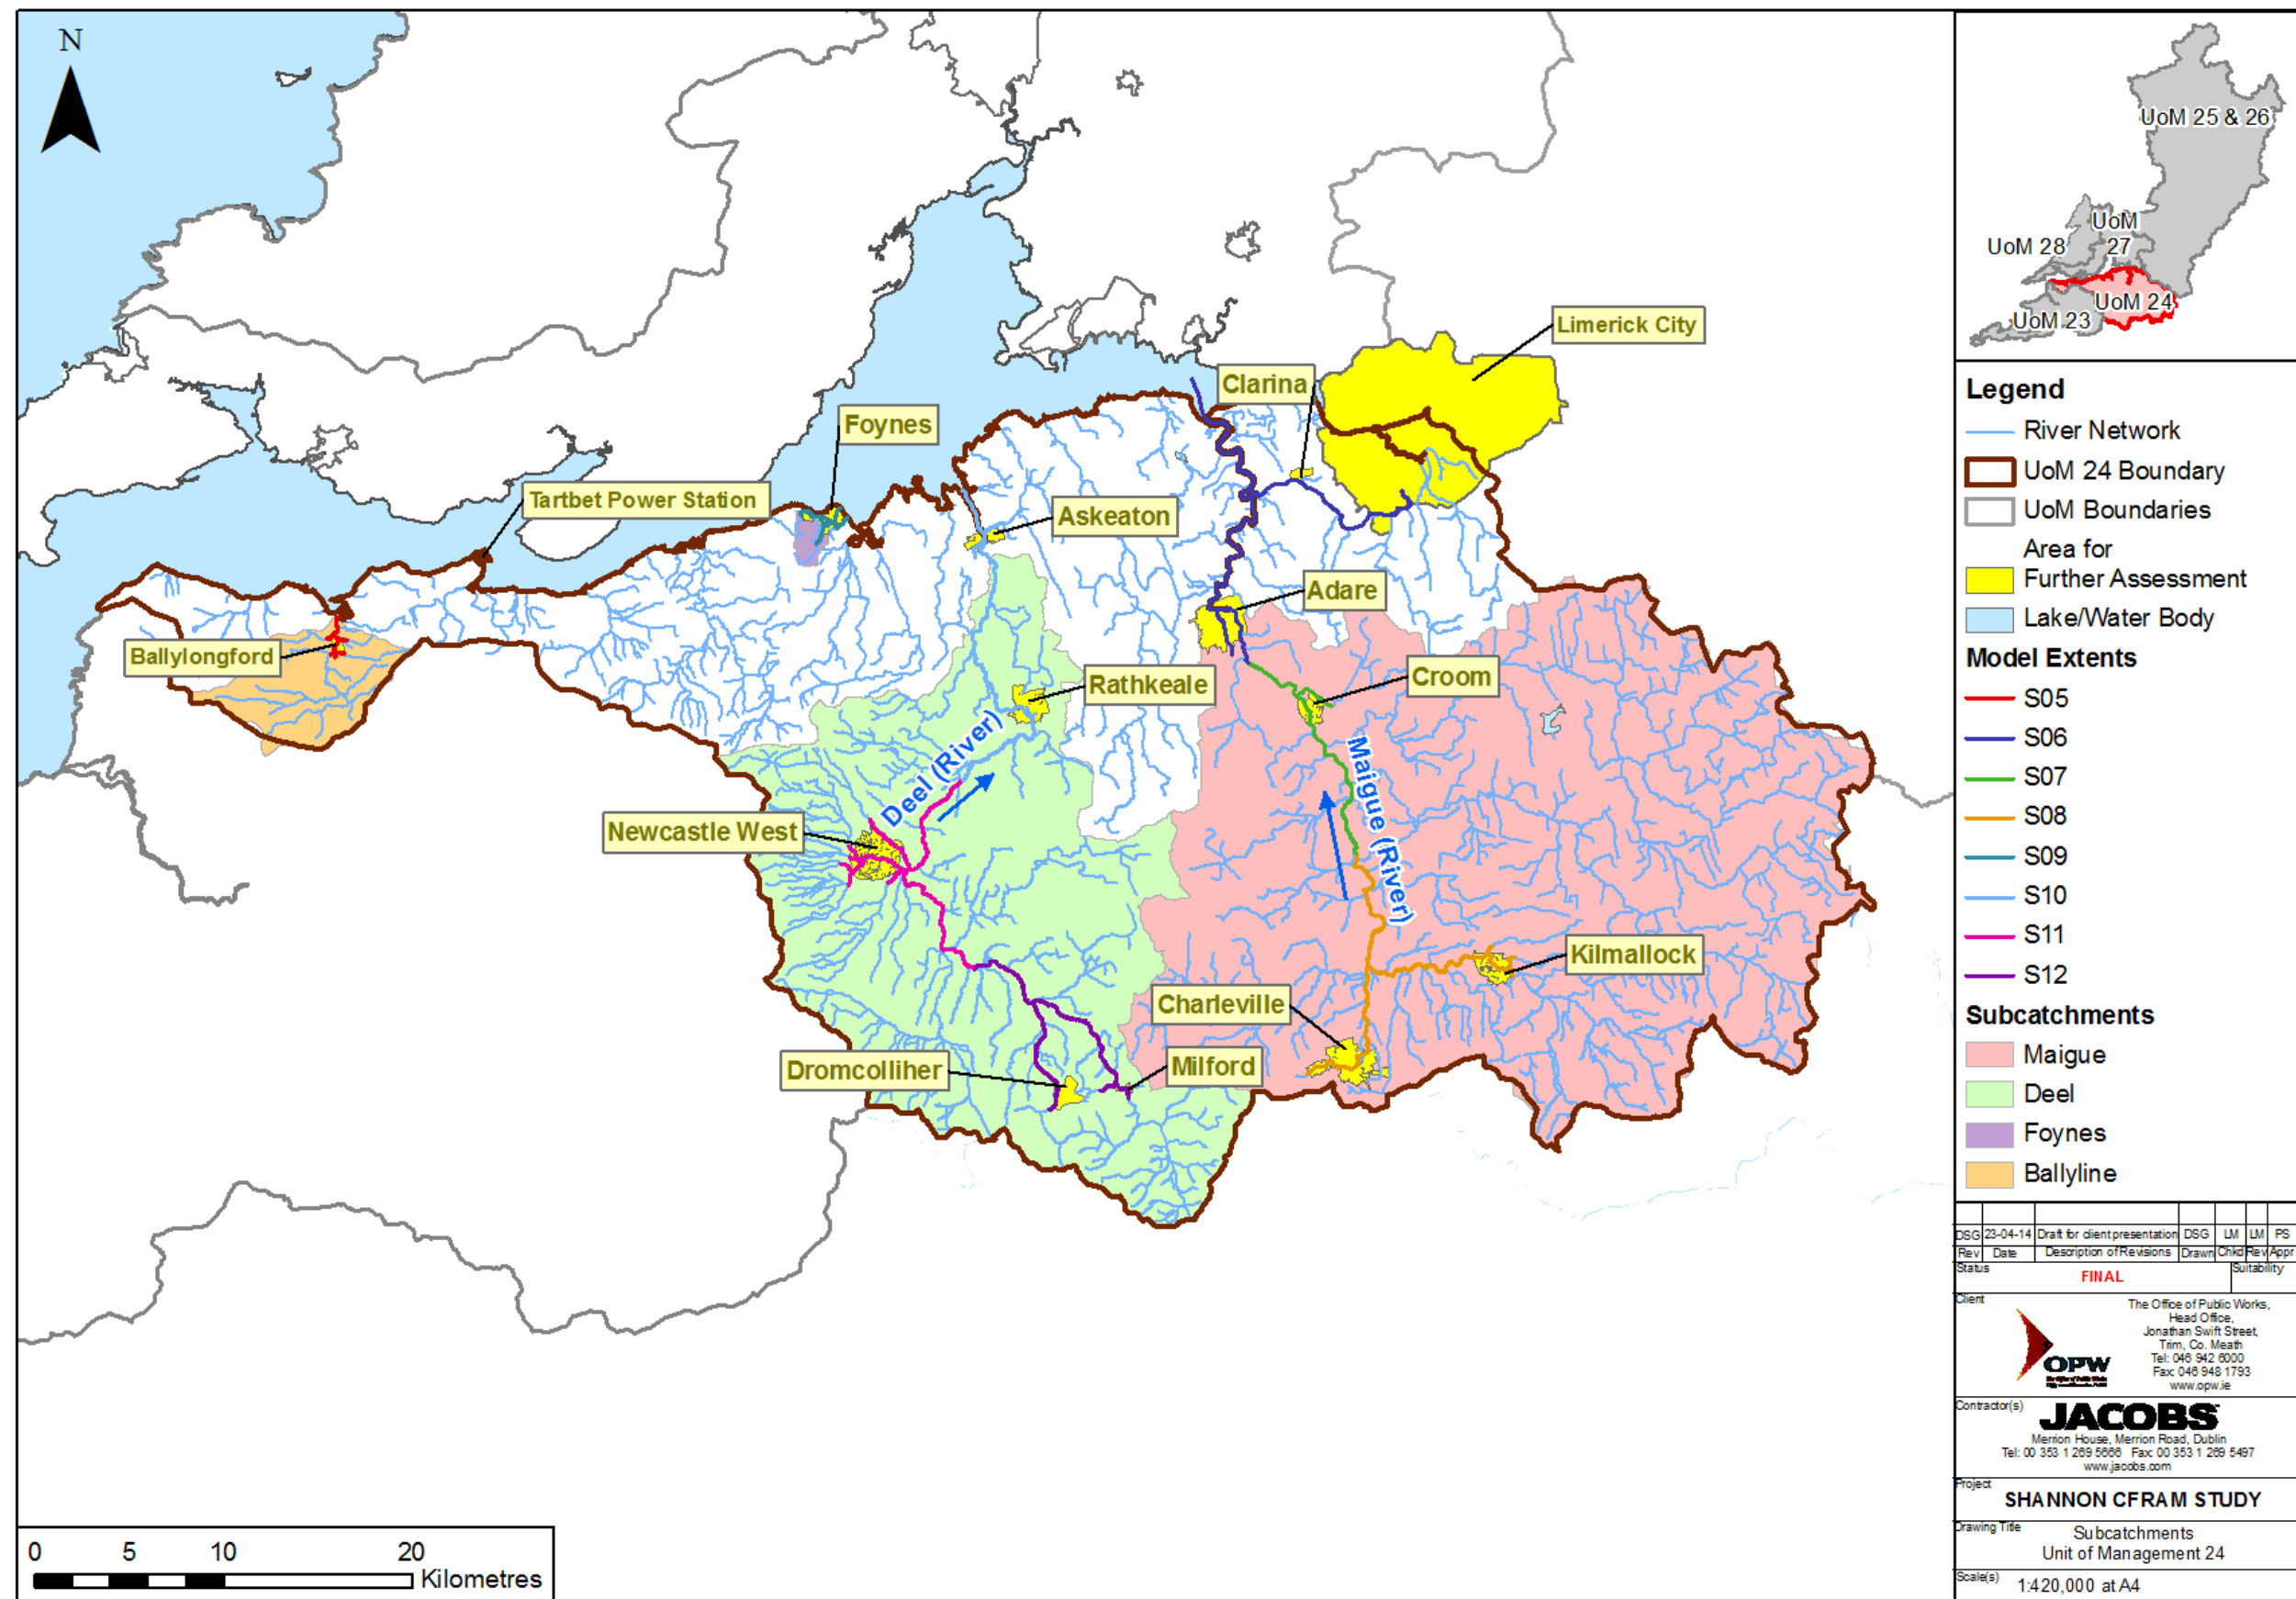 N
Limerick City
Clarina
Foynes
Tartbet Power Station
Askeaton
Adare
Ballylongford
Rathkeale
Croom
Deel (River)
Maigue (River)
Newcastle West
Kilmallock
Charleville
Dromcolliher
Milford
0 5 10 20
Kilometres
UoM 25 & 26
UoM
27
UoM 28
UoM 24
UoM 23
Legend
River Network
UoM 24 Boundary
UoM Boundaries
Area for
Further Assessment
Lake/Water Body
Model Extents
S05
S06
S07
S08
S09
S10
S11
S12
Subcatchments
Maigue
Deel
Foynes
Ballyline
DSG 23-04-14 Draft for client presentation DSG LM LM PS
Rev Date Description of Revisions Drawn Chkd Rev Appr
Status Suitability
FINAL
Client
The Office of Public Works,
Head Office,
Jonathan Swift Street,
Trim, Co. Meath
Tel: 046 942 6000
Fax: 046 948 1793
www.opw.ie
OPW
Contractor(s)
JACOBS
Merrion House, Merrion Road, Dublin
Tel: 00 353 1 269 5666 Fax: 00 353 1 269 5497
www.jacobs.com
Project
SHANNON CFRAM STUDY
Drawing Title
Subcatchments
Unit of Management 24
Scale(s)
1:420,000 at A4